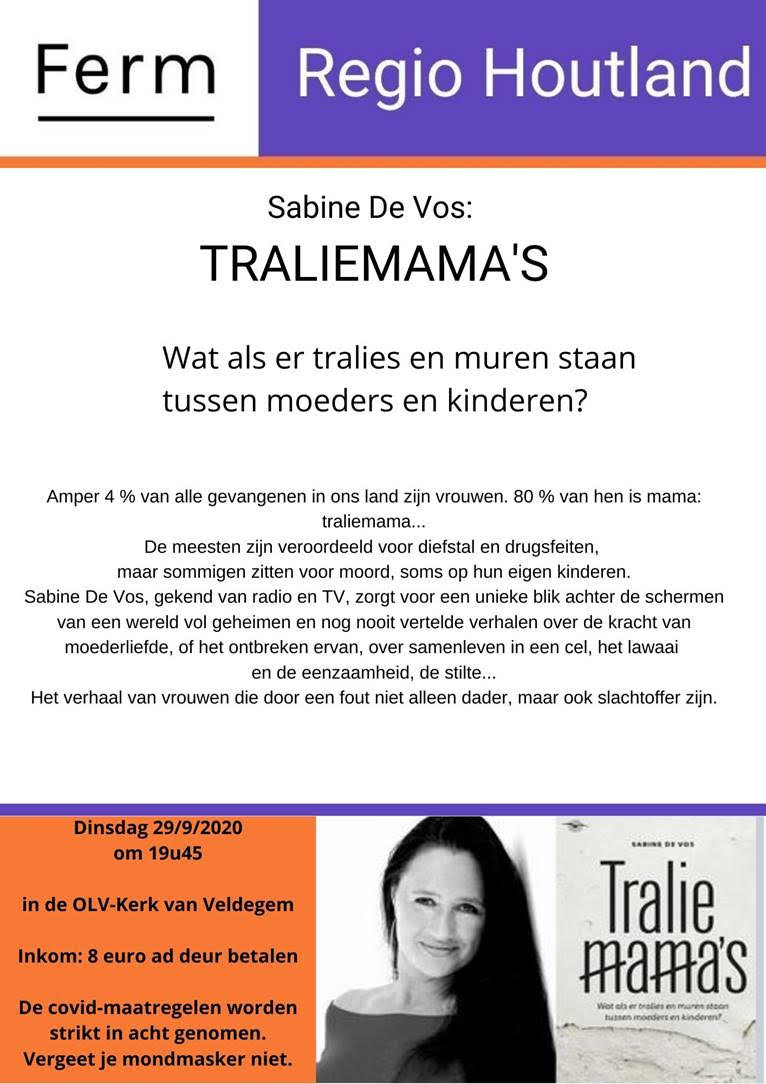 Ferm
Regio Houtland
Sabine De Vos:
TRALIEMAMA'S
Wat als er tralies en muren staan
tussen moeders en kinderen?
Amper 4 % van alle gevangenen in ons land zijn vrouwen. 80 % van hen is mama:
traliemama...
De meesten zijn veroordeeld voor diefstal en drugsfeiten,
maar sommigen zitten voor moord, soms op hun eigen kinderen.
Sabine De Vos, gekend van radio en TV, zorgt voor een unieke blik achter de schermen
van een wereld vol geheimen en nog nooit vertelde verhalen over de kracht van
moederliefde, of het ontbreken ervan, over samenleven in een cel, het lawaai
en de eenzaamheid, de stilte...
Het verhaal van vrouwen die door een fout niet alleen dader, maar ook slachtoffer zijn.
Dinsdag 29/9/2020
om 19u45
in de OLV-Kerk van Veldegem
Inkom: 8 euro ad deur betalen
De covid-maatregelen worden
strikt in acht genomen.
Vergeet je mondmasker niet.
SABINE DE VOS
Tralie
mama's
Wat als er tralies en muren staan
tussen moeders en kinderen?